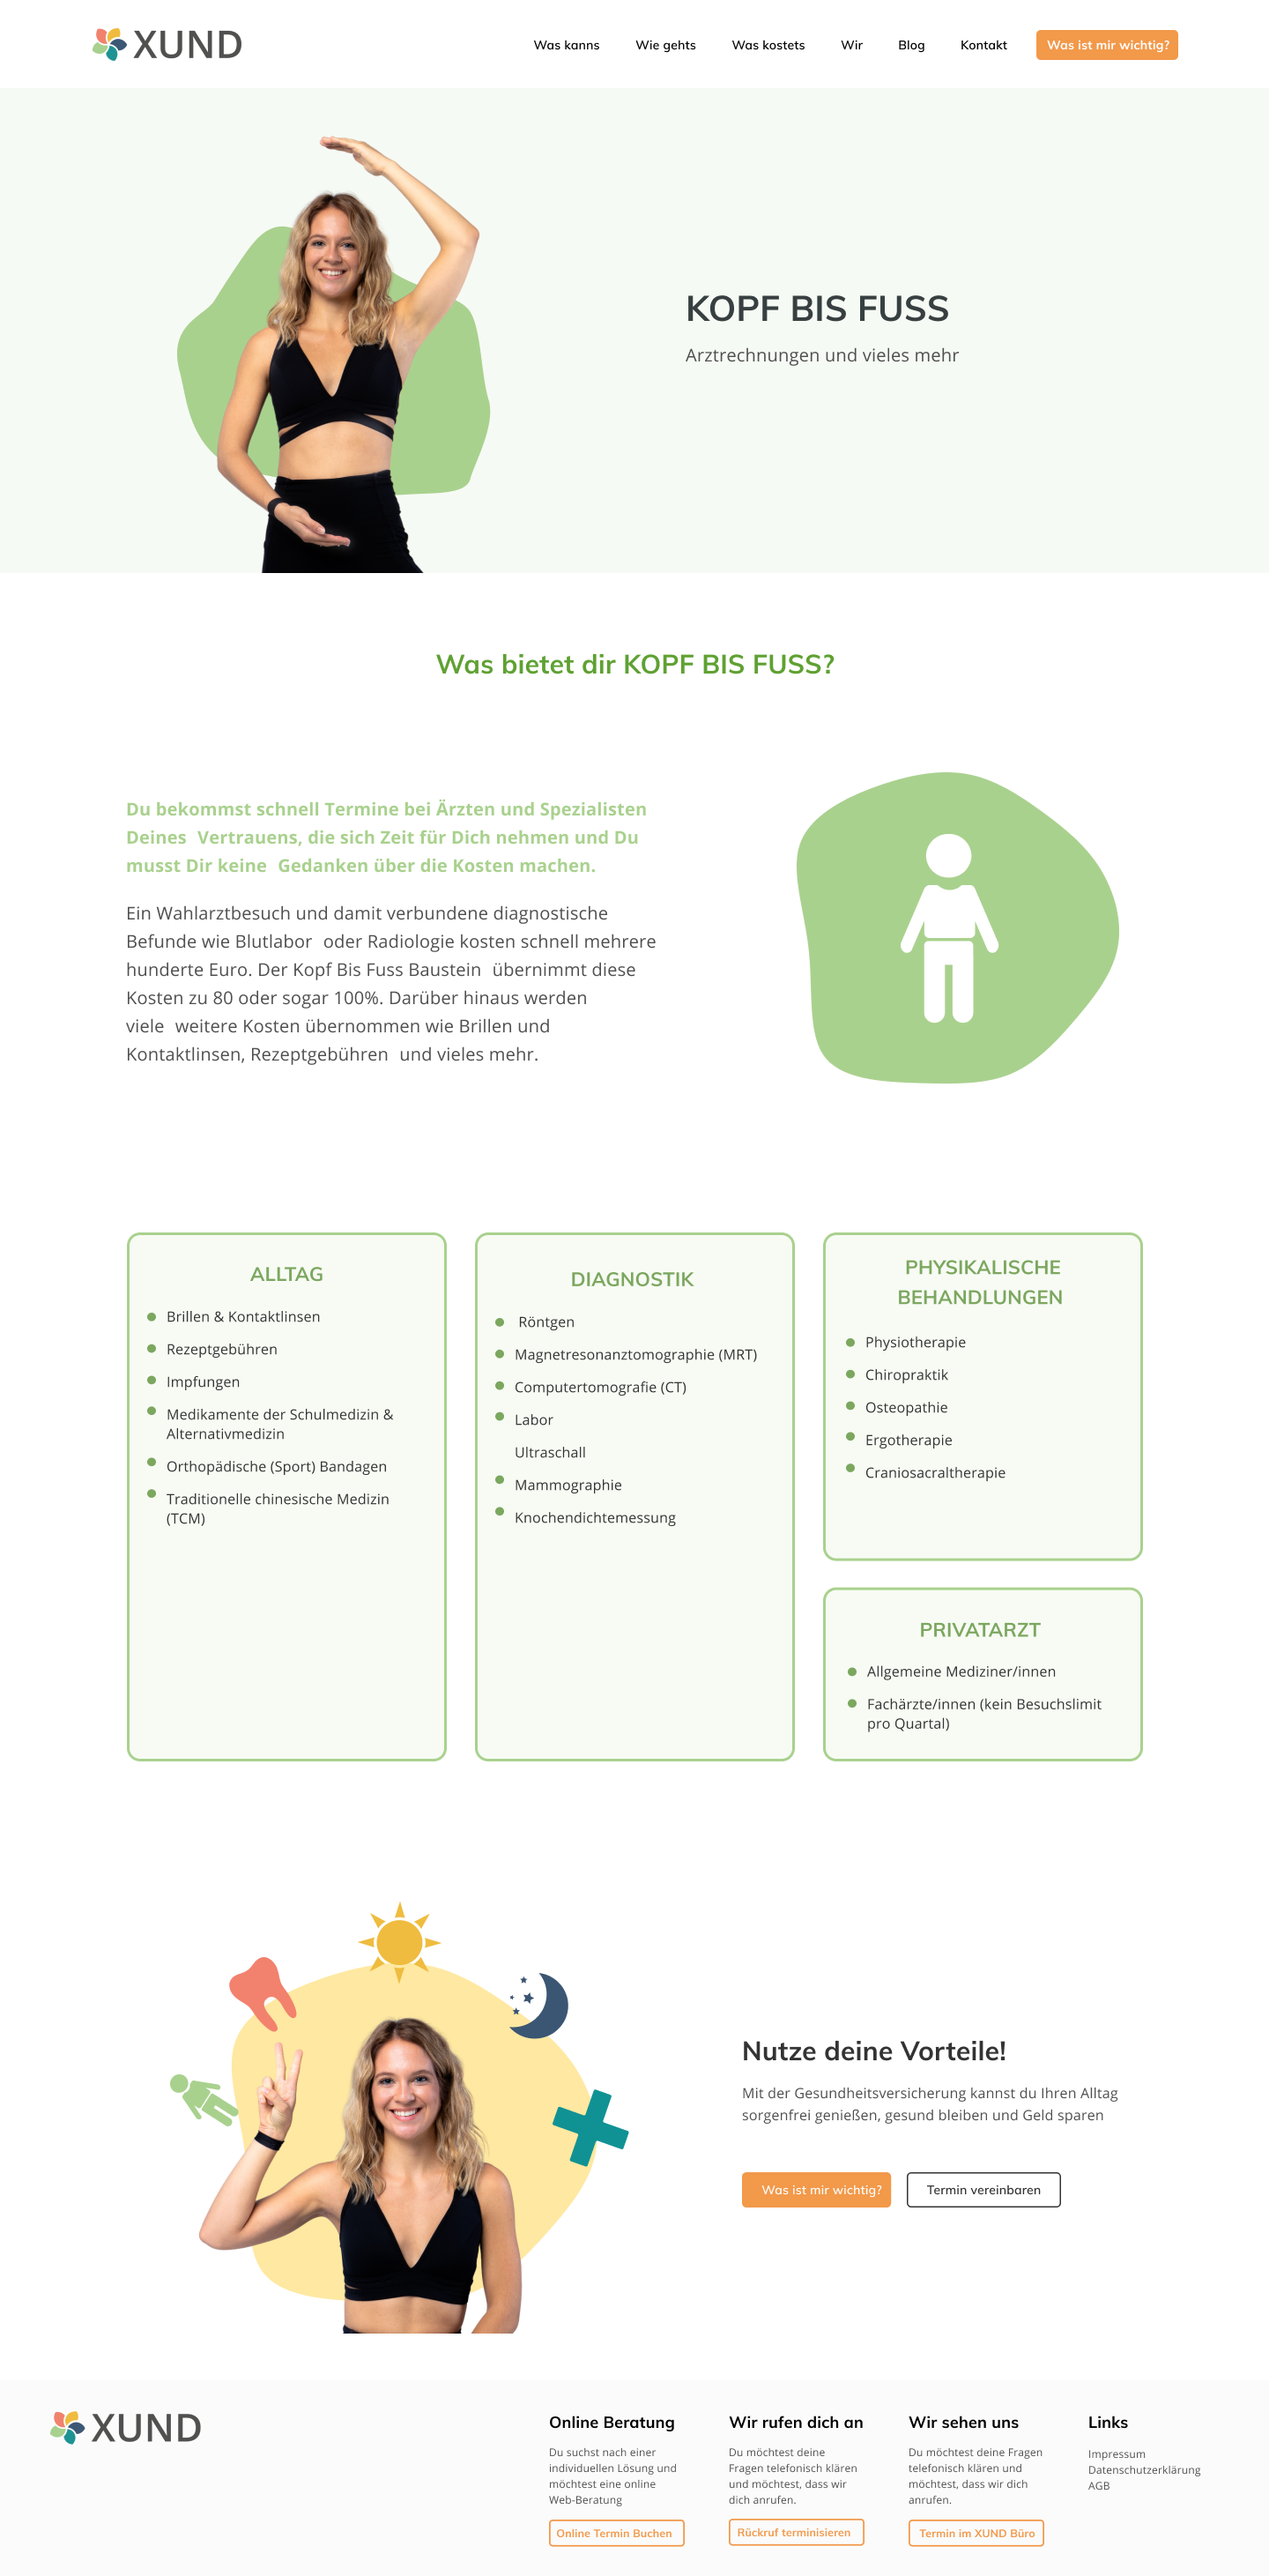 XUND
Was kanns
Wie gehts
Was kostets
Wir
Blog
Kontakt
Was ist mir wichtig?
KOPF BIS FUSS
Arztrechnungen und vieles mehr
Was bietet dir KOPF BIS FUSS?
Du bekommst schnell Termine bei Ärzten und Spezialisten
Deines Vertrauens, die sich Zeit für Dich nehmen und Du
musst Dir keine Gedanken über die Kosten machen.
Ein Wahlarztbesuch und damit verbundene diagnostische
Befunde wie Blutlabor oder Radiologie kosten schnell mehrere
hunderte Euro. Der Kopf Bis Fuss Baustein übernimmt diese
Kosten zu 80 oder sogar 100%. Darüber hinaus werden
viele weitere Kosten übernommen wie Brillen und
Kontaktlinsen, Rezeptgebühren und vieles mehr.
ALLTAG
Brillen & Kontaktlinsen
Rezeptgebühren
Impfungen
Medikamente der Schulmedizin &
Alternativmedizin
Orthopädische (Sport) Bandagen
Traditionelle chinesische Medizin
(TCM)
DIAGNOSTIK
Röntgen
Magnetresonanztomographie (MRT)
Computertomografie (CT)
Labor
Ultraschall
Mammographie
Knochendichtemessung
PHYSIKALISCHE
BEHANDLUNGEN
Physiotherapie
Chiropraktik
Osteopathie
Ergotherapie
Craniosacraltherapie
PRIVATARZT
Allgemeine Mediziner/innen
Fachärzte/innen (kein Besuchslimit
pro Quartal)
Nutze deine Vorteile!
Mit der Gesundheitsversicherung kannst du Ihren Alltag
sorgenfrei genießen, gesund bleiben und Geld sparen
Was ist mir wichtig?
Termin vereinbaren
XUND
Online Beratung
Du suchst nach einer
individuellen Lösung und
möchtest eine online
Web-Beratung
Online Termin Buchen
Wir rufen dich an
Du möchtest deine
Fragen telefonisch klären
und möchtest, dass wir
dich anrufen.
Rückruf terminisieren
Wir sehen uns
Du möchtest deine Fragen
telefonisch klären und
möchtest, dass wir dich
anrufen.
Termin im XUND Büro
Links
Impressum
Datenschutzerklärung
AGB